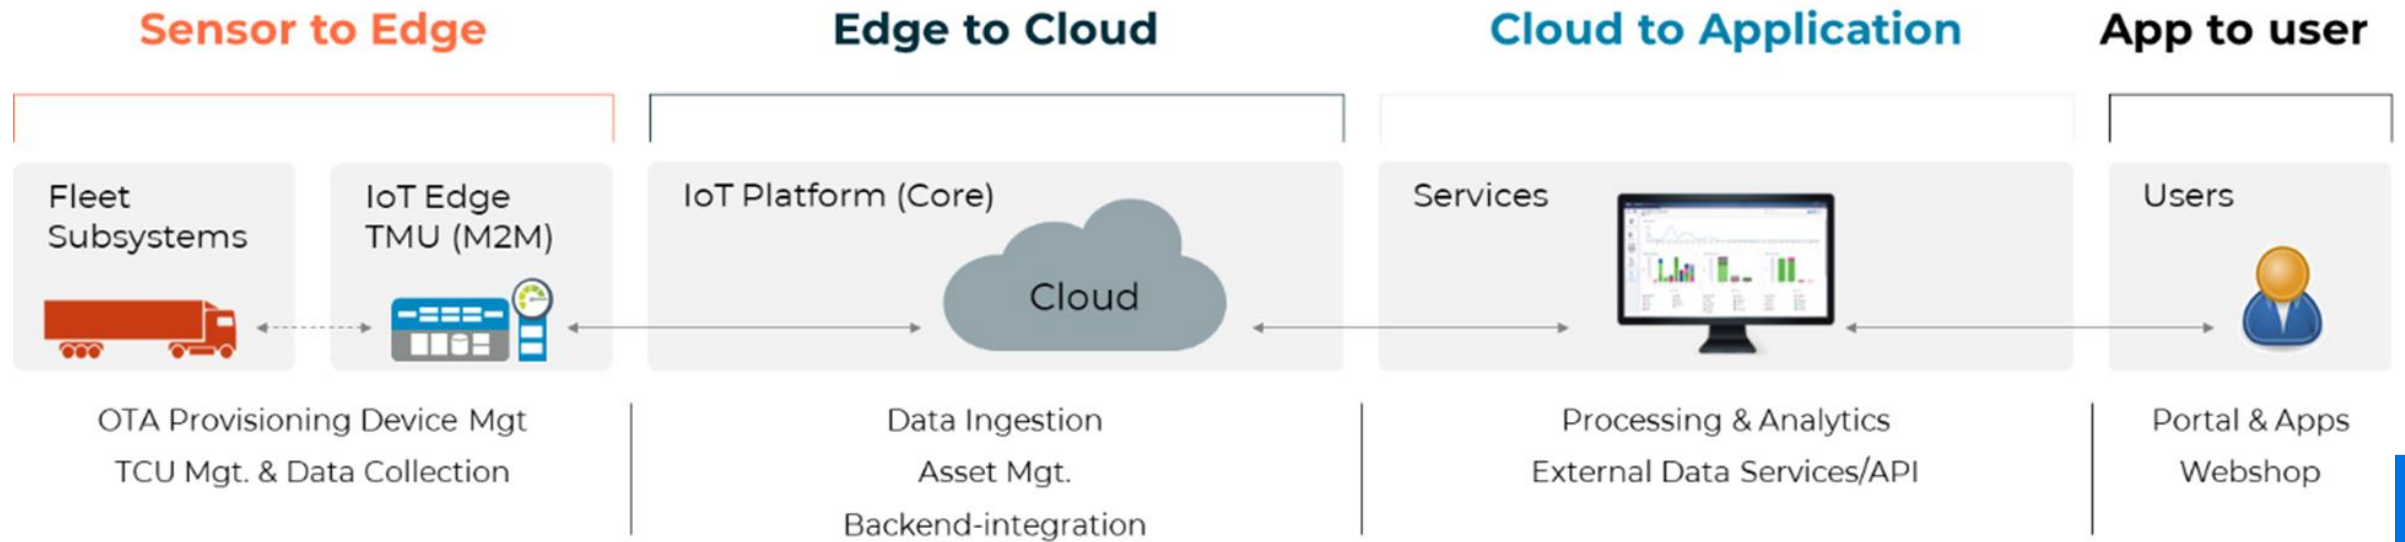 Sensor to Edge
Edge to Cloud
Cloud to Application
App to user
Fleet
Subsystems
IoT Edge
TMU (M2M)
IoT Platform (Core)
Cloud
Services
Users
OTA Provisioning Device Mgt
TCU Mgt. & Data Collection
Data Ingestion
Asset Mgt.
Backend-integration
Processing & Analytics
External Data Services/API
Portal & Apps
Webshop